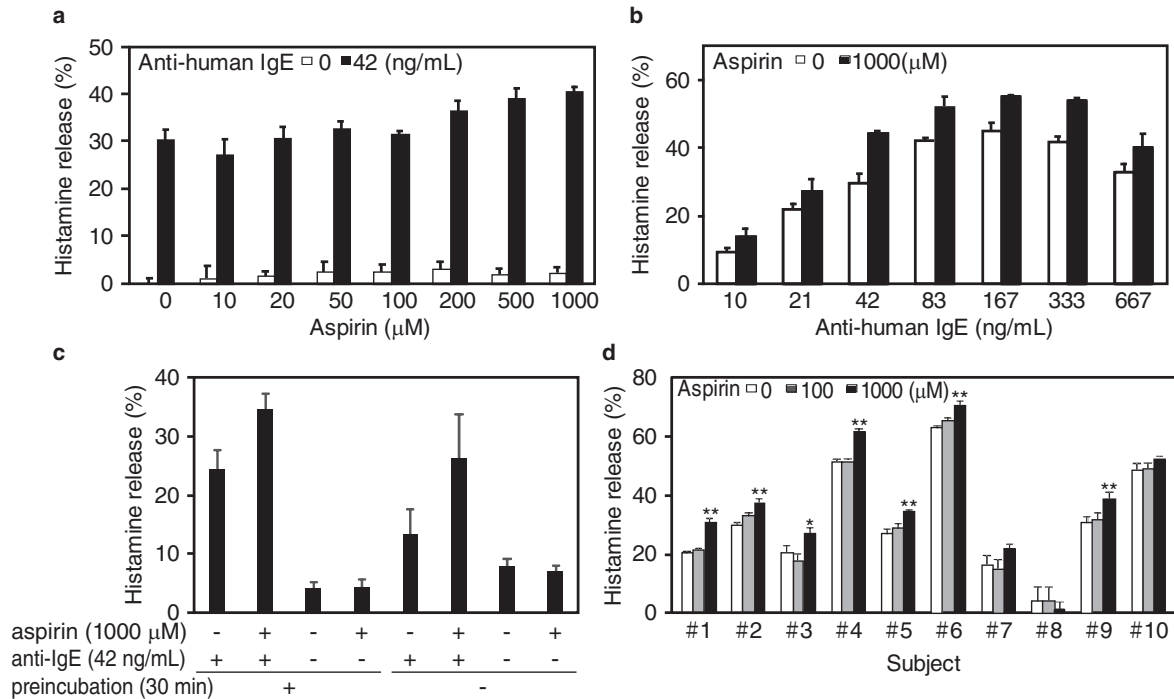 a
Anti-human IgE 0 42 (ng/mL)
Histamine release (%)
50
40
30
20
10
0
0 10 20 50 100 200 500 1000
Aspirin (μM)
b
Aspirin 0 1000(μM)
Histamine release (%)
60
40
20
0
10 21 42 83 167 333 667
Anti-human IgE (ng/mL)
c
Histamine release (%)
40
30
20
10
0
aspirin (1000 μM) - + - + - + - +
anti-IgE (42 ng/mL) + + - - + + - -
preincubation (30 min) + -
d
Aspirin 0 100 1000 (μM)
Histamine release (%)
80
60
40
20
0
** ** * ** ** ** **
#1 #2 #3 #4 #5 #6 #7 #8 #9 #10
Subject